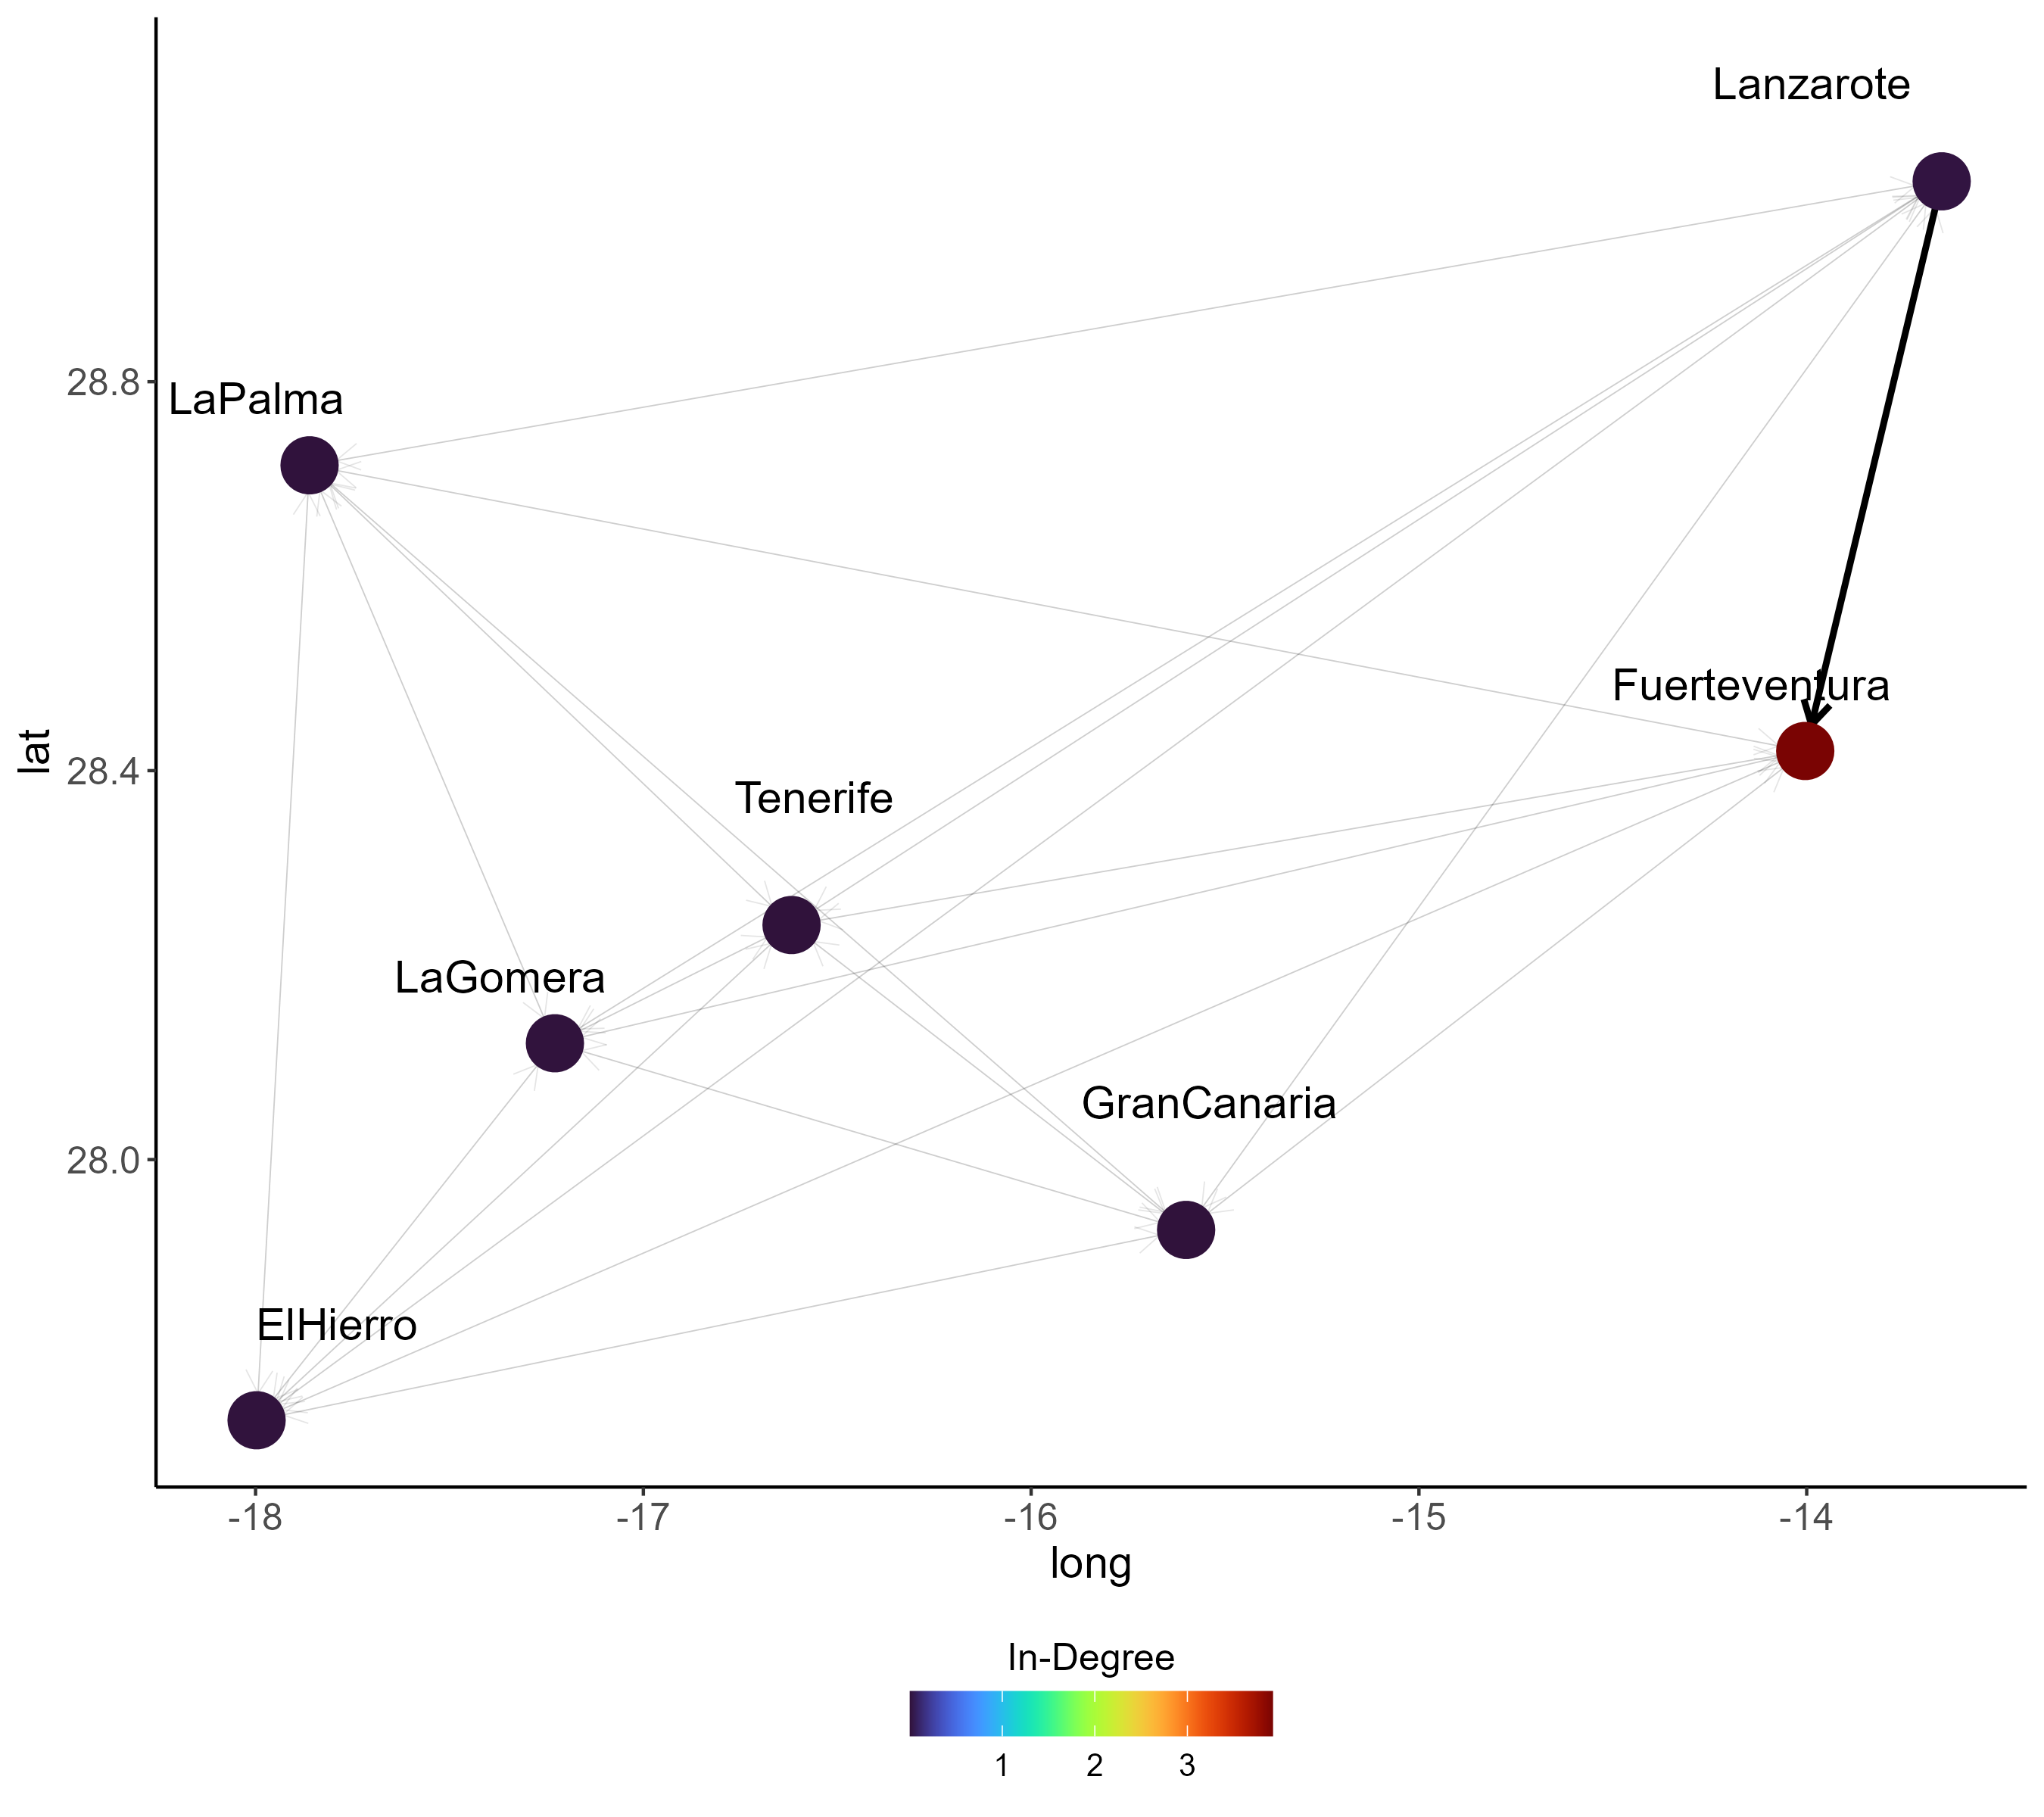 Lanzarote
28.8
LaPalma
Fuerteventura
lat
28.4
Tenerife
LaGomera
GranCanaria
28.0
ElHierro
-18 -17 -16 -15 -14
long
In-Degree
1 2 3